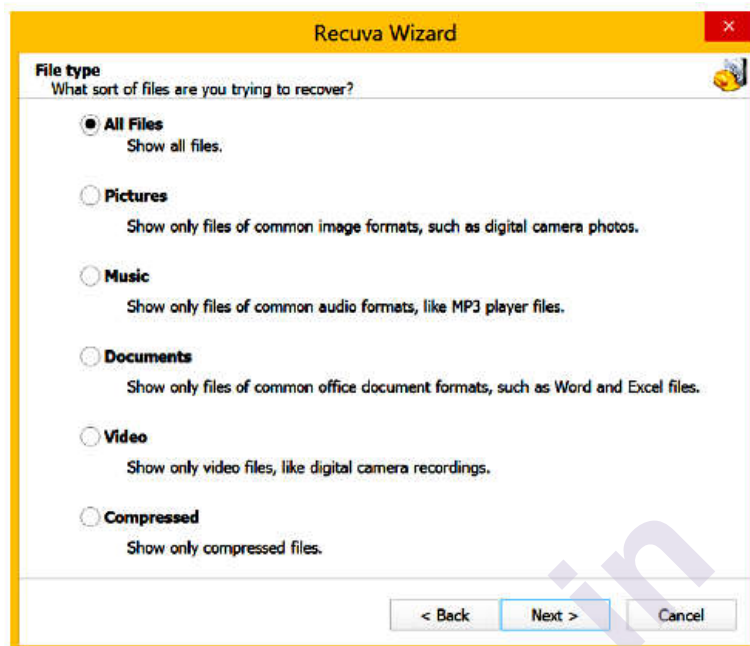 Recuva Wizard
File type
What sort of files are you trying to recover?
All Files
Show all files.
Pictures
Show only files of common image formats, such as digital camera photos.
Music
Show only files of common audio formats, like MP3 player files.
Documents
Show only files of common office document formats, such as Word and Excel files.
Video
Show only video files, like digital camera recordings.
Compressed
Show only compressed files.
< Back Next > Cancel
in